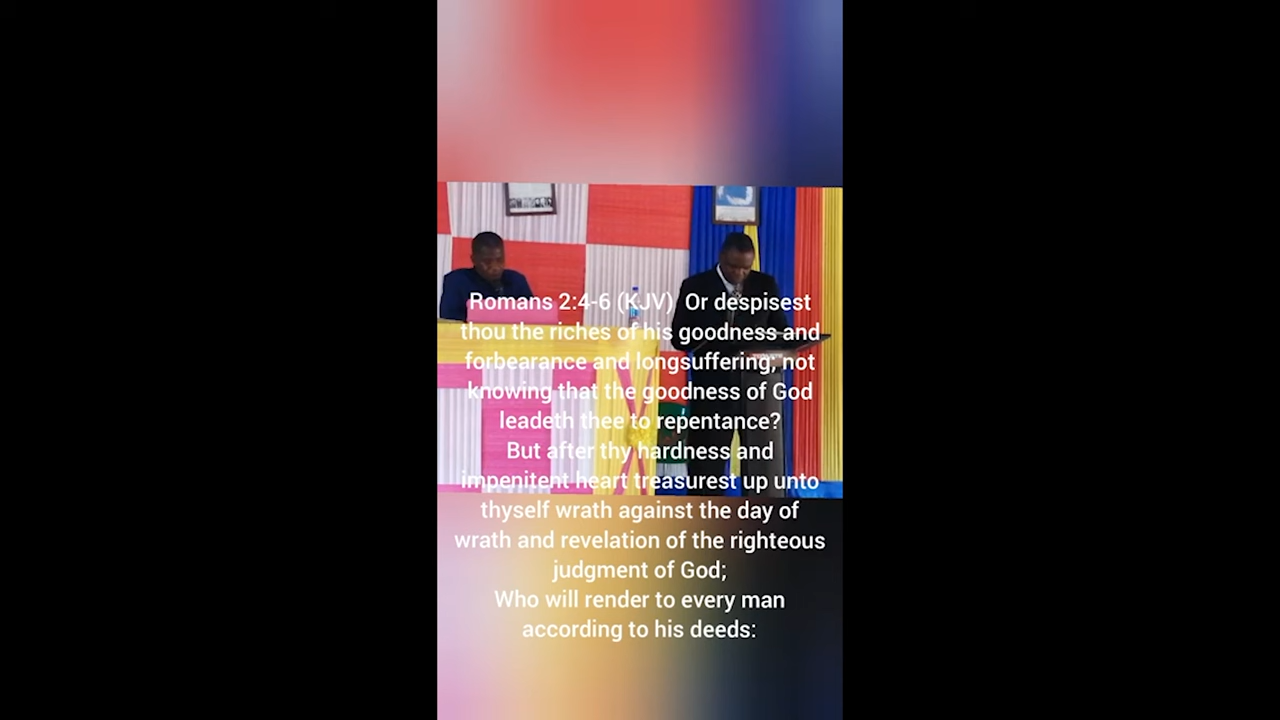 Romans 2:4-6 (KJV)  Or despisest
thou the riches of his goodness and
forbearance and longsuffering; not
knowing that the goodness of God
leadeth thee to repentance?
But after thy hardness and
impenitent heart treasurest up unto
thyself wrath against the day of
wrath and revelation of the righteous
judgment of God;
Who will render to every man
according to his deeds: